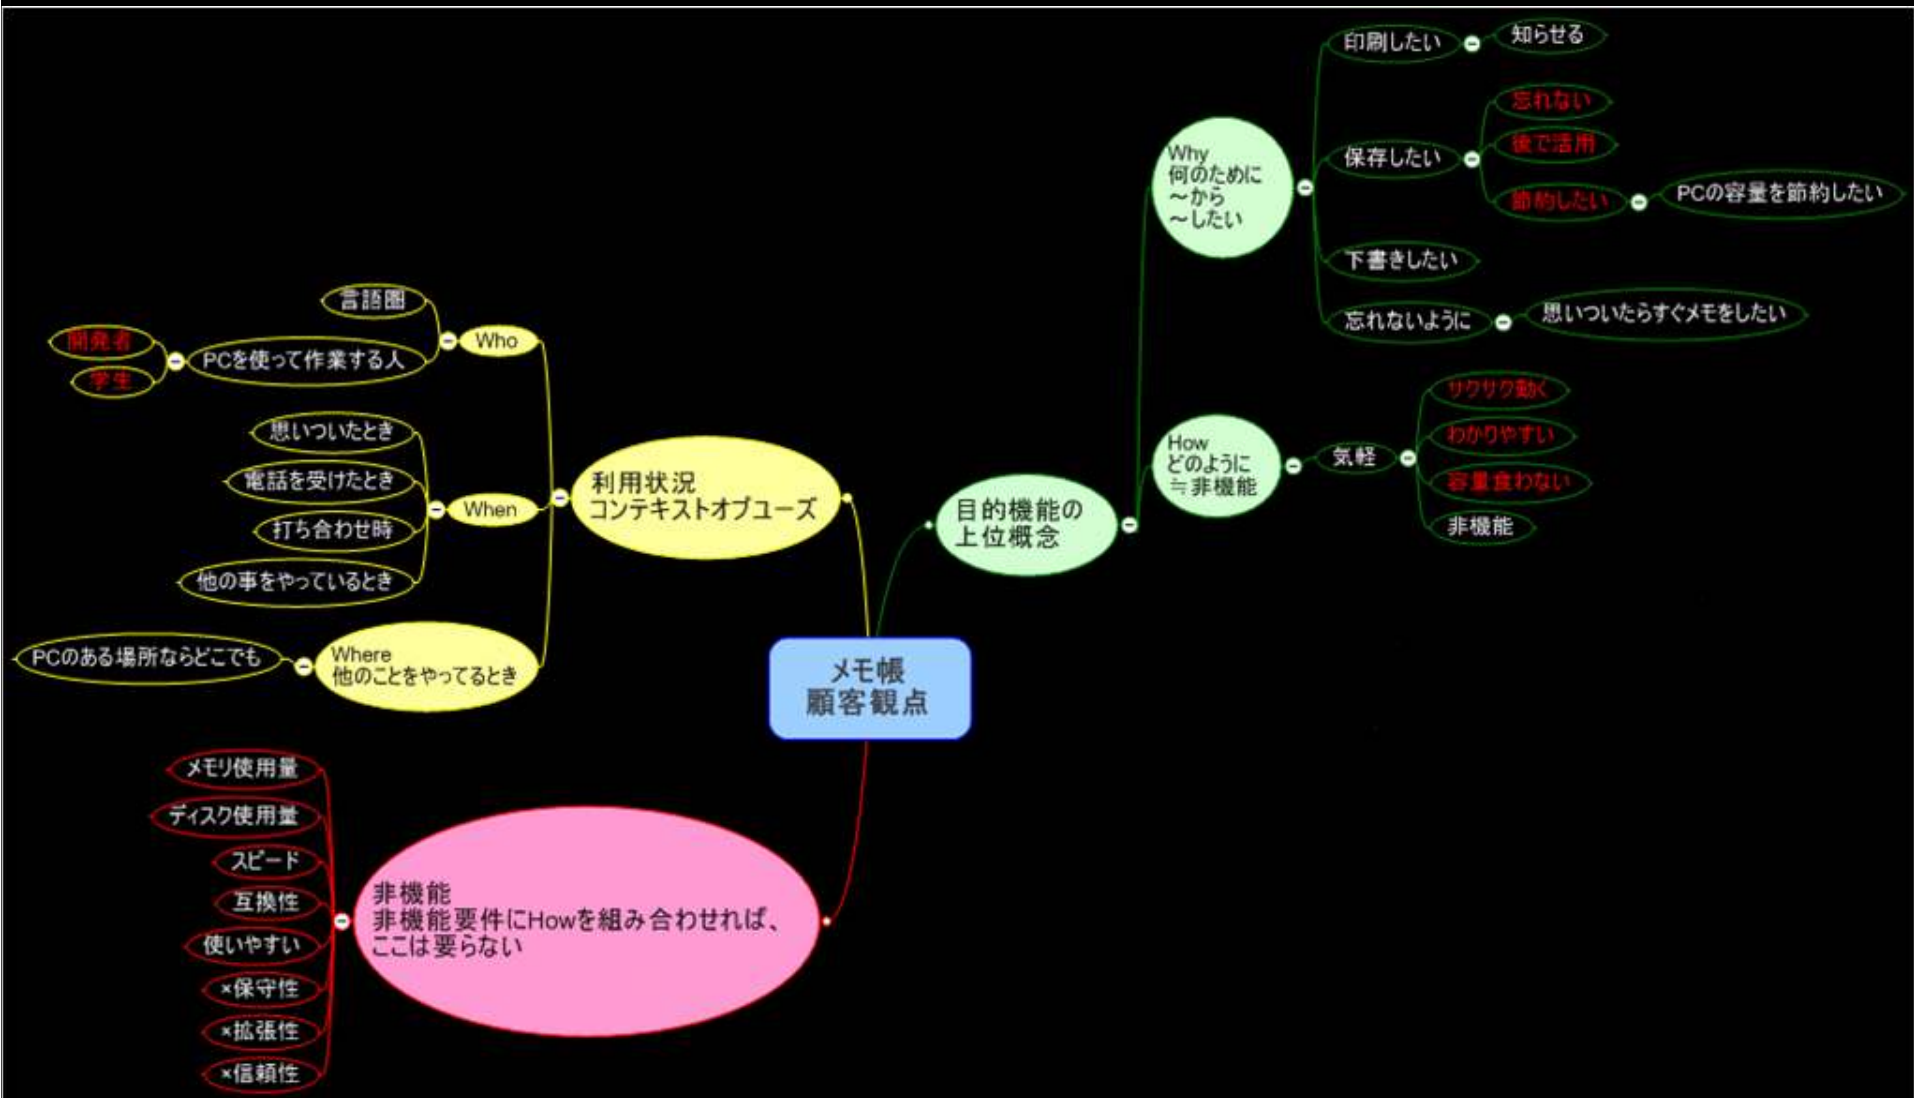 メモ帳
顧客観点
目的機能の
上位概念
Why
何のために
～から
～したい
印刷したい
知らせる
保存したい
忘れない
後で活用
節約したい
PCの容量を節約したい
下書きしたい
忘れないように
思いついたらすぐメモをしたい
How
どのように
≒非機能
気軽
サクサク動く
わかりやすい
容量食わない
非機能
利用状況
コンテキストオブユーズ
Who
言語圏
PCを使って作業する人
開発者
学生
When
思いついたとき
電話を受けたとき
打ち合わせ時
他の事をやっているとき
Where
他のことをやってるとき
PCのある場所ならどこでも
非機能
非機能要件にHowを組み合わせれば、
ここは要らない
メモリ使用量
ディスク使用量
スピード
互換性
使いやすい
×保守性
×拡張性
×信頼性